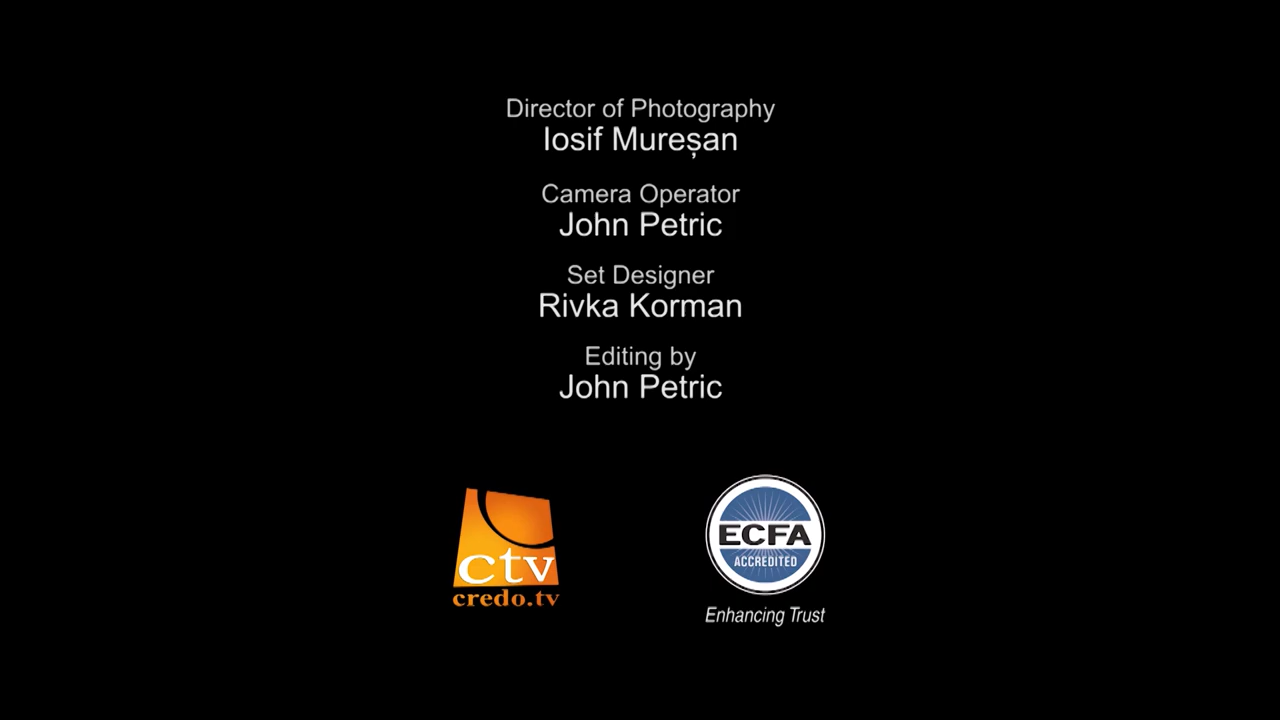 Director of Photography
Iosif Mureșan
Camera Operator
John Petric
Set Designer
Rivka Korman
Editing by
John Petric
ctv
credo.tv
ECFA
ACCREDITED
Enhancing Trust